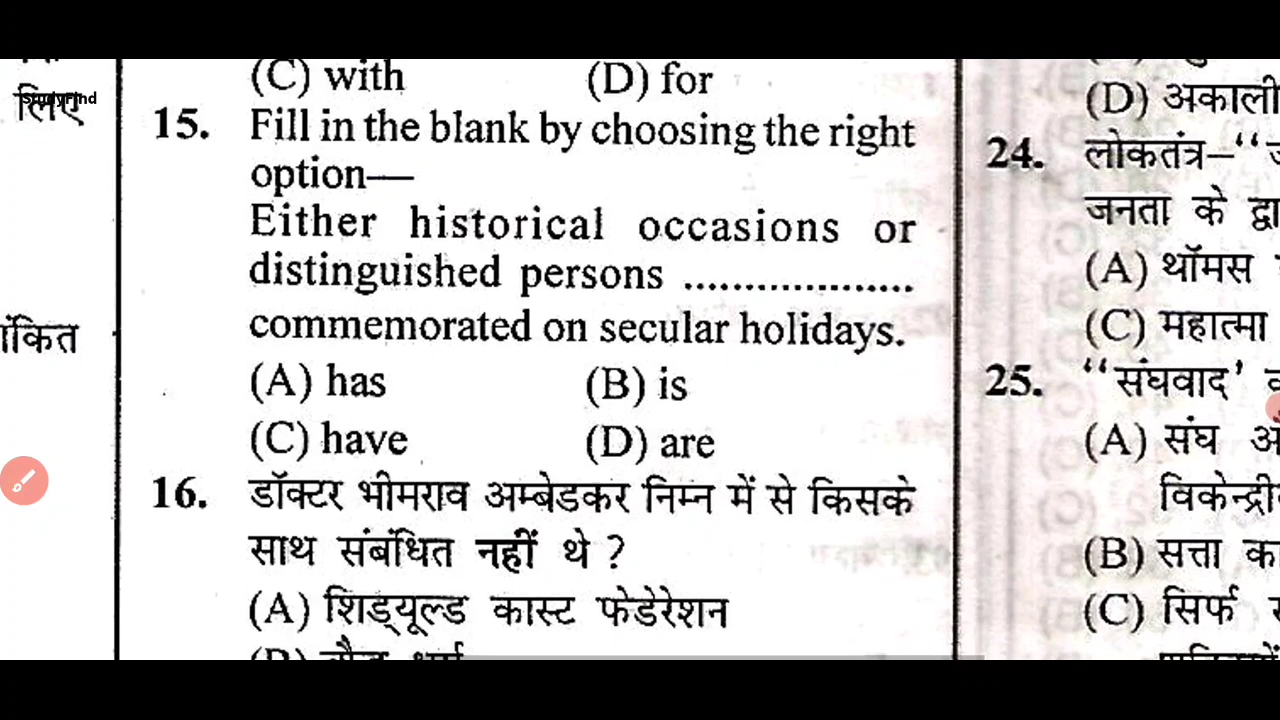 लिए
StudyFind
ांकित
(C) with (D) for
15. Fill in the blank by choosing the right
option—
Either historical occasions or
distinguished persons ...................
commemorated on secular holidays.
(A) has (B) is
(C) have (D) are
16. डॉक्टर भीमराव अम्बेडकर निम्न में से किसके
साथ संबंधित नहीं थे ?
(A) शिड्यूल्ड कास्ट फेडेरेशन
(D) अकाली
24. लोकतंत्र–“
जनता के द्वा
(A) थॉमस
(C) महात्मा
25. “संघवाद’
(A) संघ
विकेन्द्री
(B) सत्ता का
(C) सिर्फ